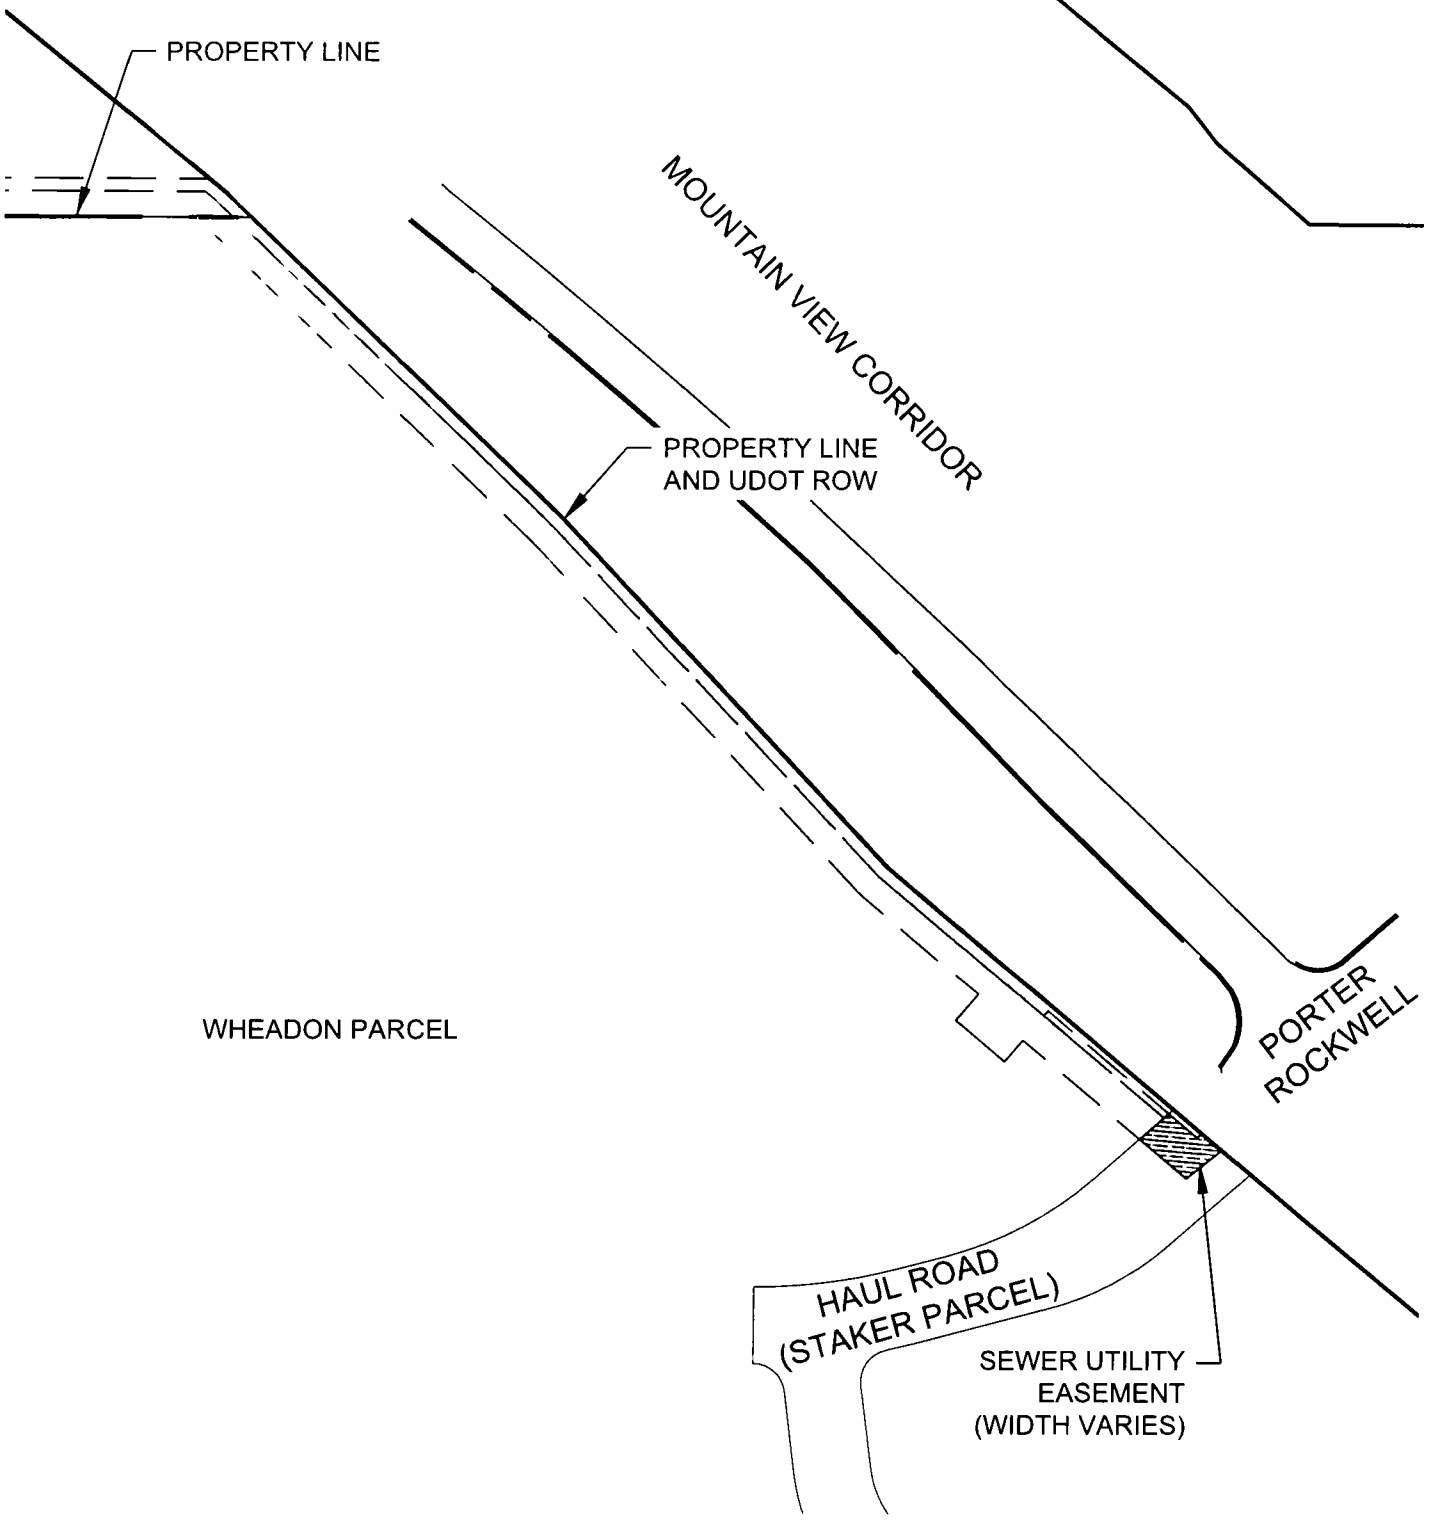 PROPERTY LINE
MOUNTAIN VIEW CORRIDOR
PROPERTY LINE
AND UDOT ROW
WHEADON PARCEL
PORTER
ROCKWELL
HAUL ROAD
(STAKER PARCEL)
SEWER UTILITY
EASEMENT
(WIDTH VARIES)